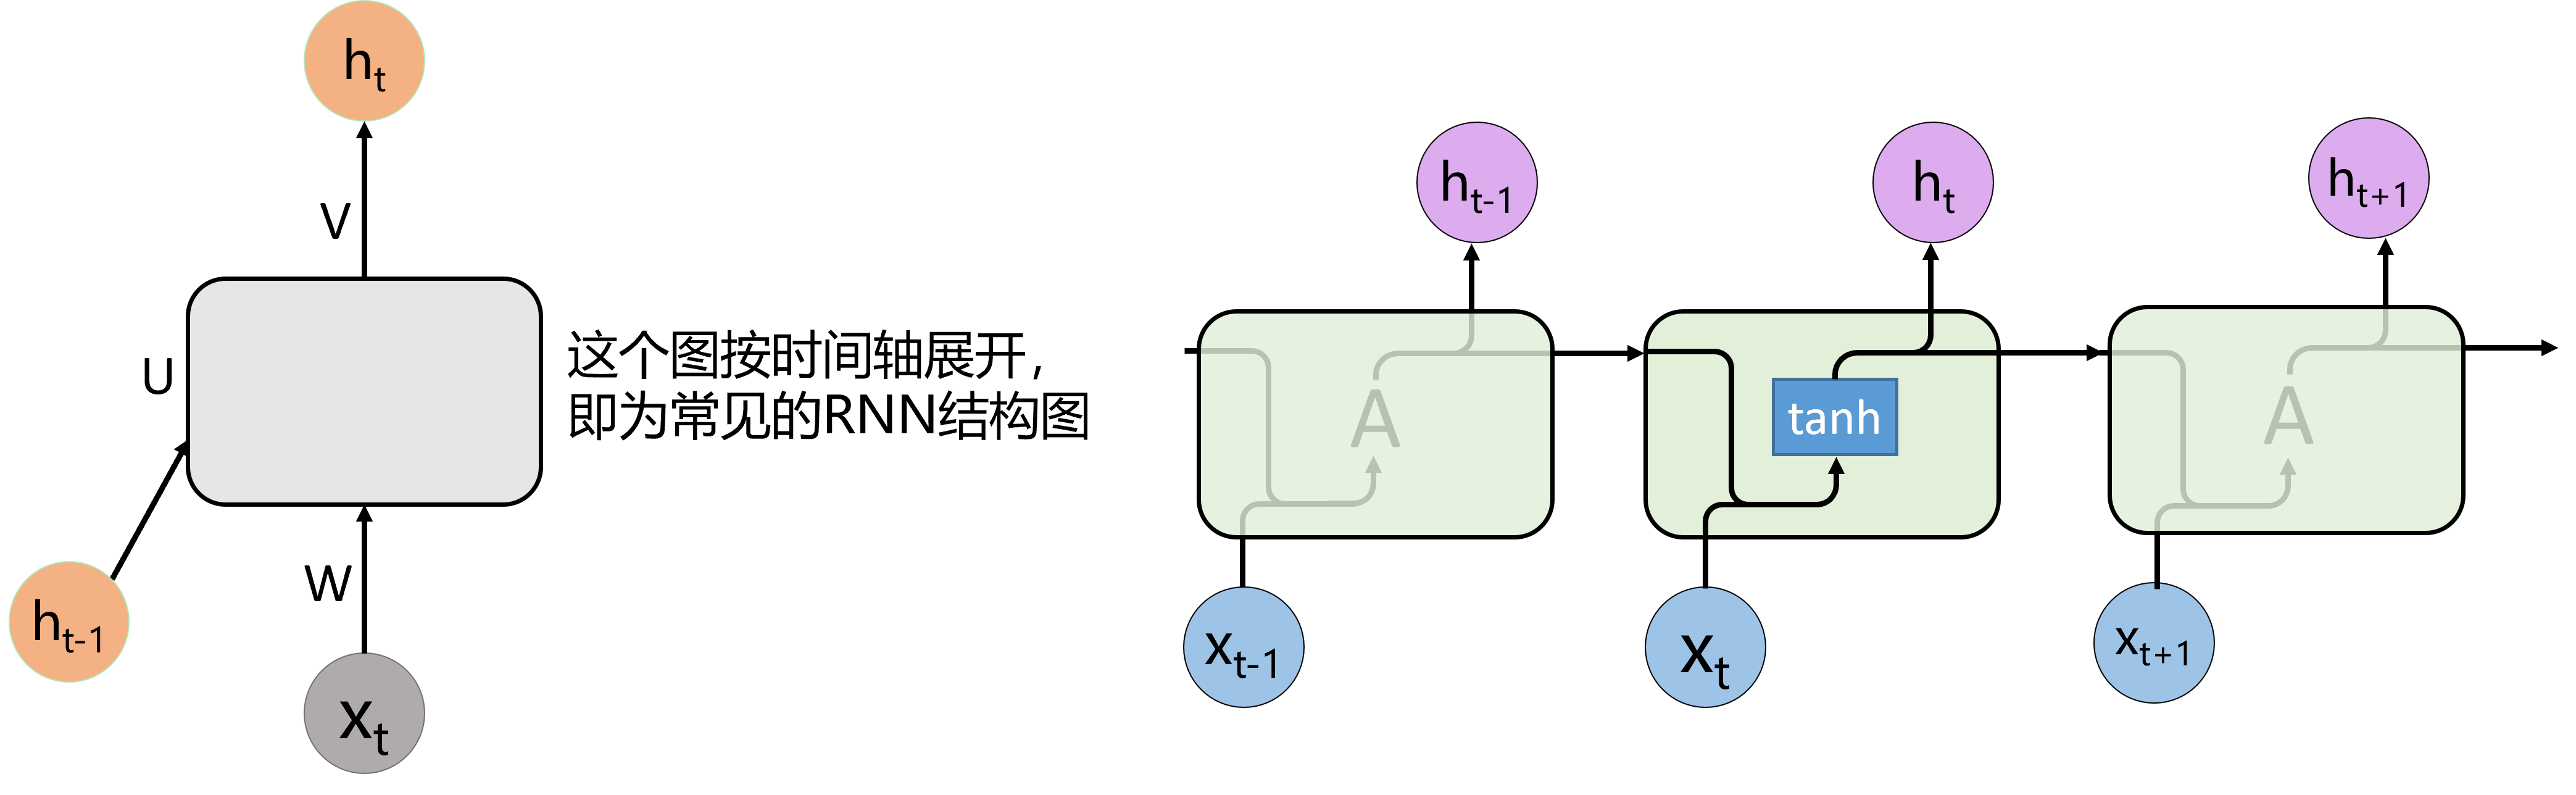 h_t
V
U
W
h_{t-1}
x_t
这个图按时间轴展开，
即为常见的RNN结构图
h_{t-1}
h_t
h_{t+1}
A
tanh
A
x_{t-1}
x_t
x_{t+1}